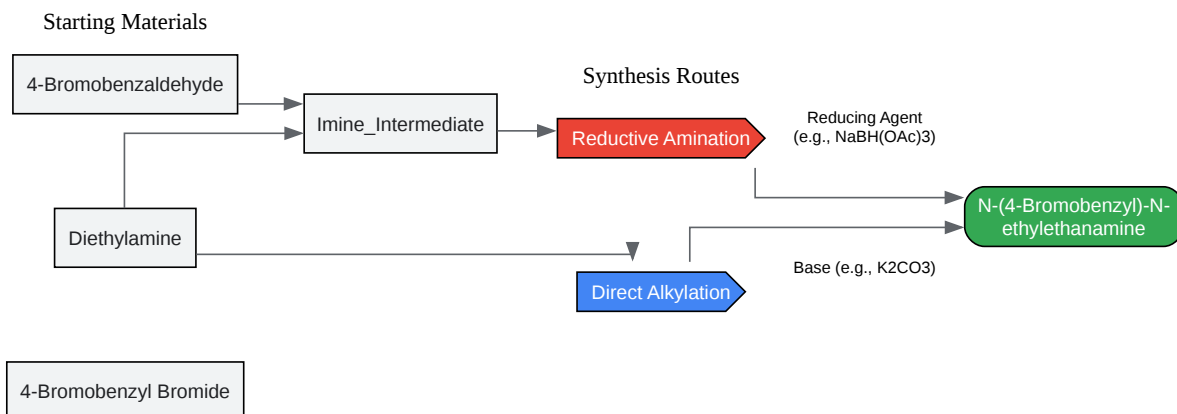 Starting Materials
4-Bromobenzaldehyde
Imine_Intermediate
Diethylamine
4-Bromobenzyl Bromide
Synthesis Routes
Reductive Amination
Direct Alkylation
Reducing Agent
(e.g., NaBH(OAc)3)
Base (e.g., K2CO3)
N-(4-Bromobenzyl)-N-
ethylethanamine